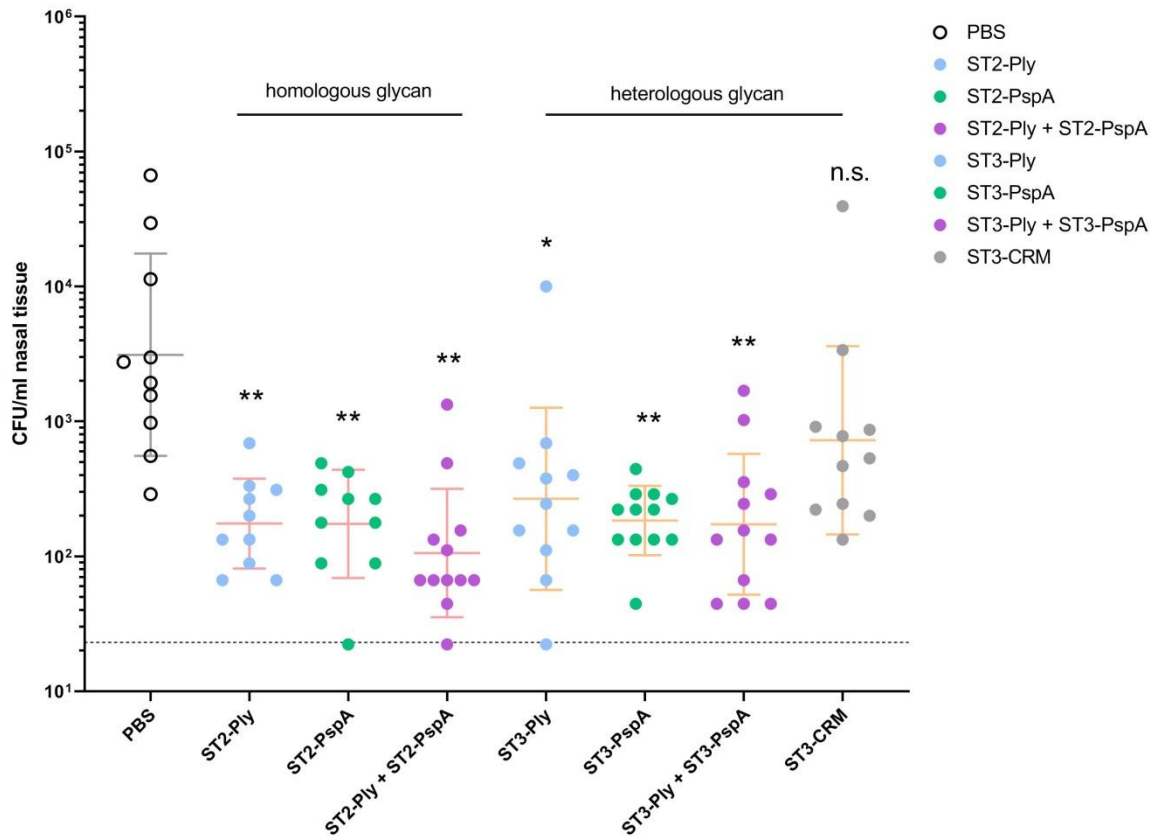 10⁶
10⁵
10⁴
10³
10²
10¹
CFU/ml nasal tissue
homologous glycan
heterologous glycan
**
**
**
*
**
**
n.s.
PBS
ST2-Ply
ST2-PspA
ST2-Ply + ST2-PspA
ST3-Ply
ST3-PspA
ST3-Ply + ST3-PspA
ST3-CRM
PBS
ST2-Ply
ST2-PspA
ST2-Ply + ST2-PspA
ST3-Ply
ST3-PspA
ST3-Ply + ST3-PspA
ST3-CRM